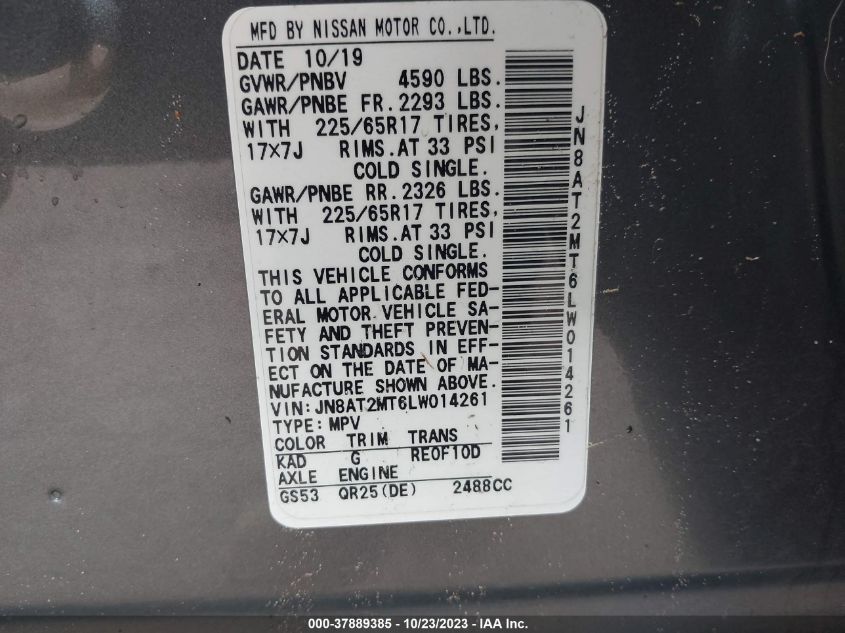 MFD BY NISSAN MOTOR CO.,LTD.
DATE 10/19
GVWR/PNBV 4590 LBS.
GAWR/PNBE FR. 2293 LBS.
WITH 225/65R17 TIRES,
17×7J RIMS. AT 33 PSI
COLD SINGLE.
GAWR/PNBE RR. 2326 LBS.
WITH 225/65R17 TIRES,
17×7J RIMS. AT 33 PSI
COLD SINGLE.
THIS VEHICLE CONFORMS
TO ALL APPLICABLE FED-
ERAL MOTOR VEHICLE SA-
FETY AND THEFT PREVEN-
TION STANDARDS IN EFF-
ECT ON THE DATE OF MA-
NUFACTURE SHOWN ABOVE.
VIN: JN8AT2MT6LW014261
TYPE: MPV
COLOR TRIM TRANS
KAD G RE0F10D
AXLE ENGINE
GS53 QR25(DE) 2488CC
JN8AT2MT6LW014261
000-37889385 - 10/23/2023 - IAA Inc.